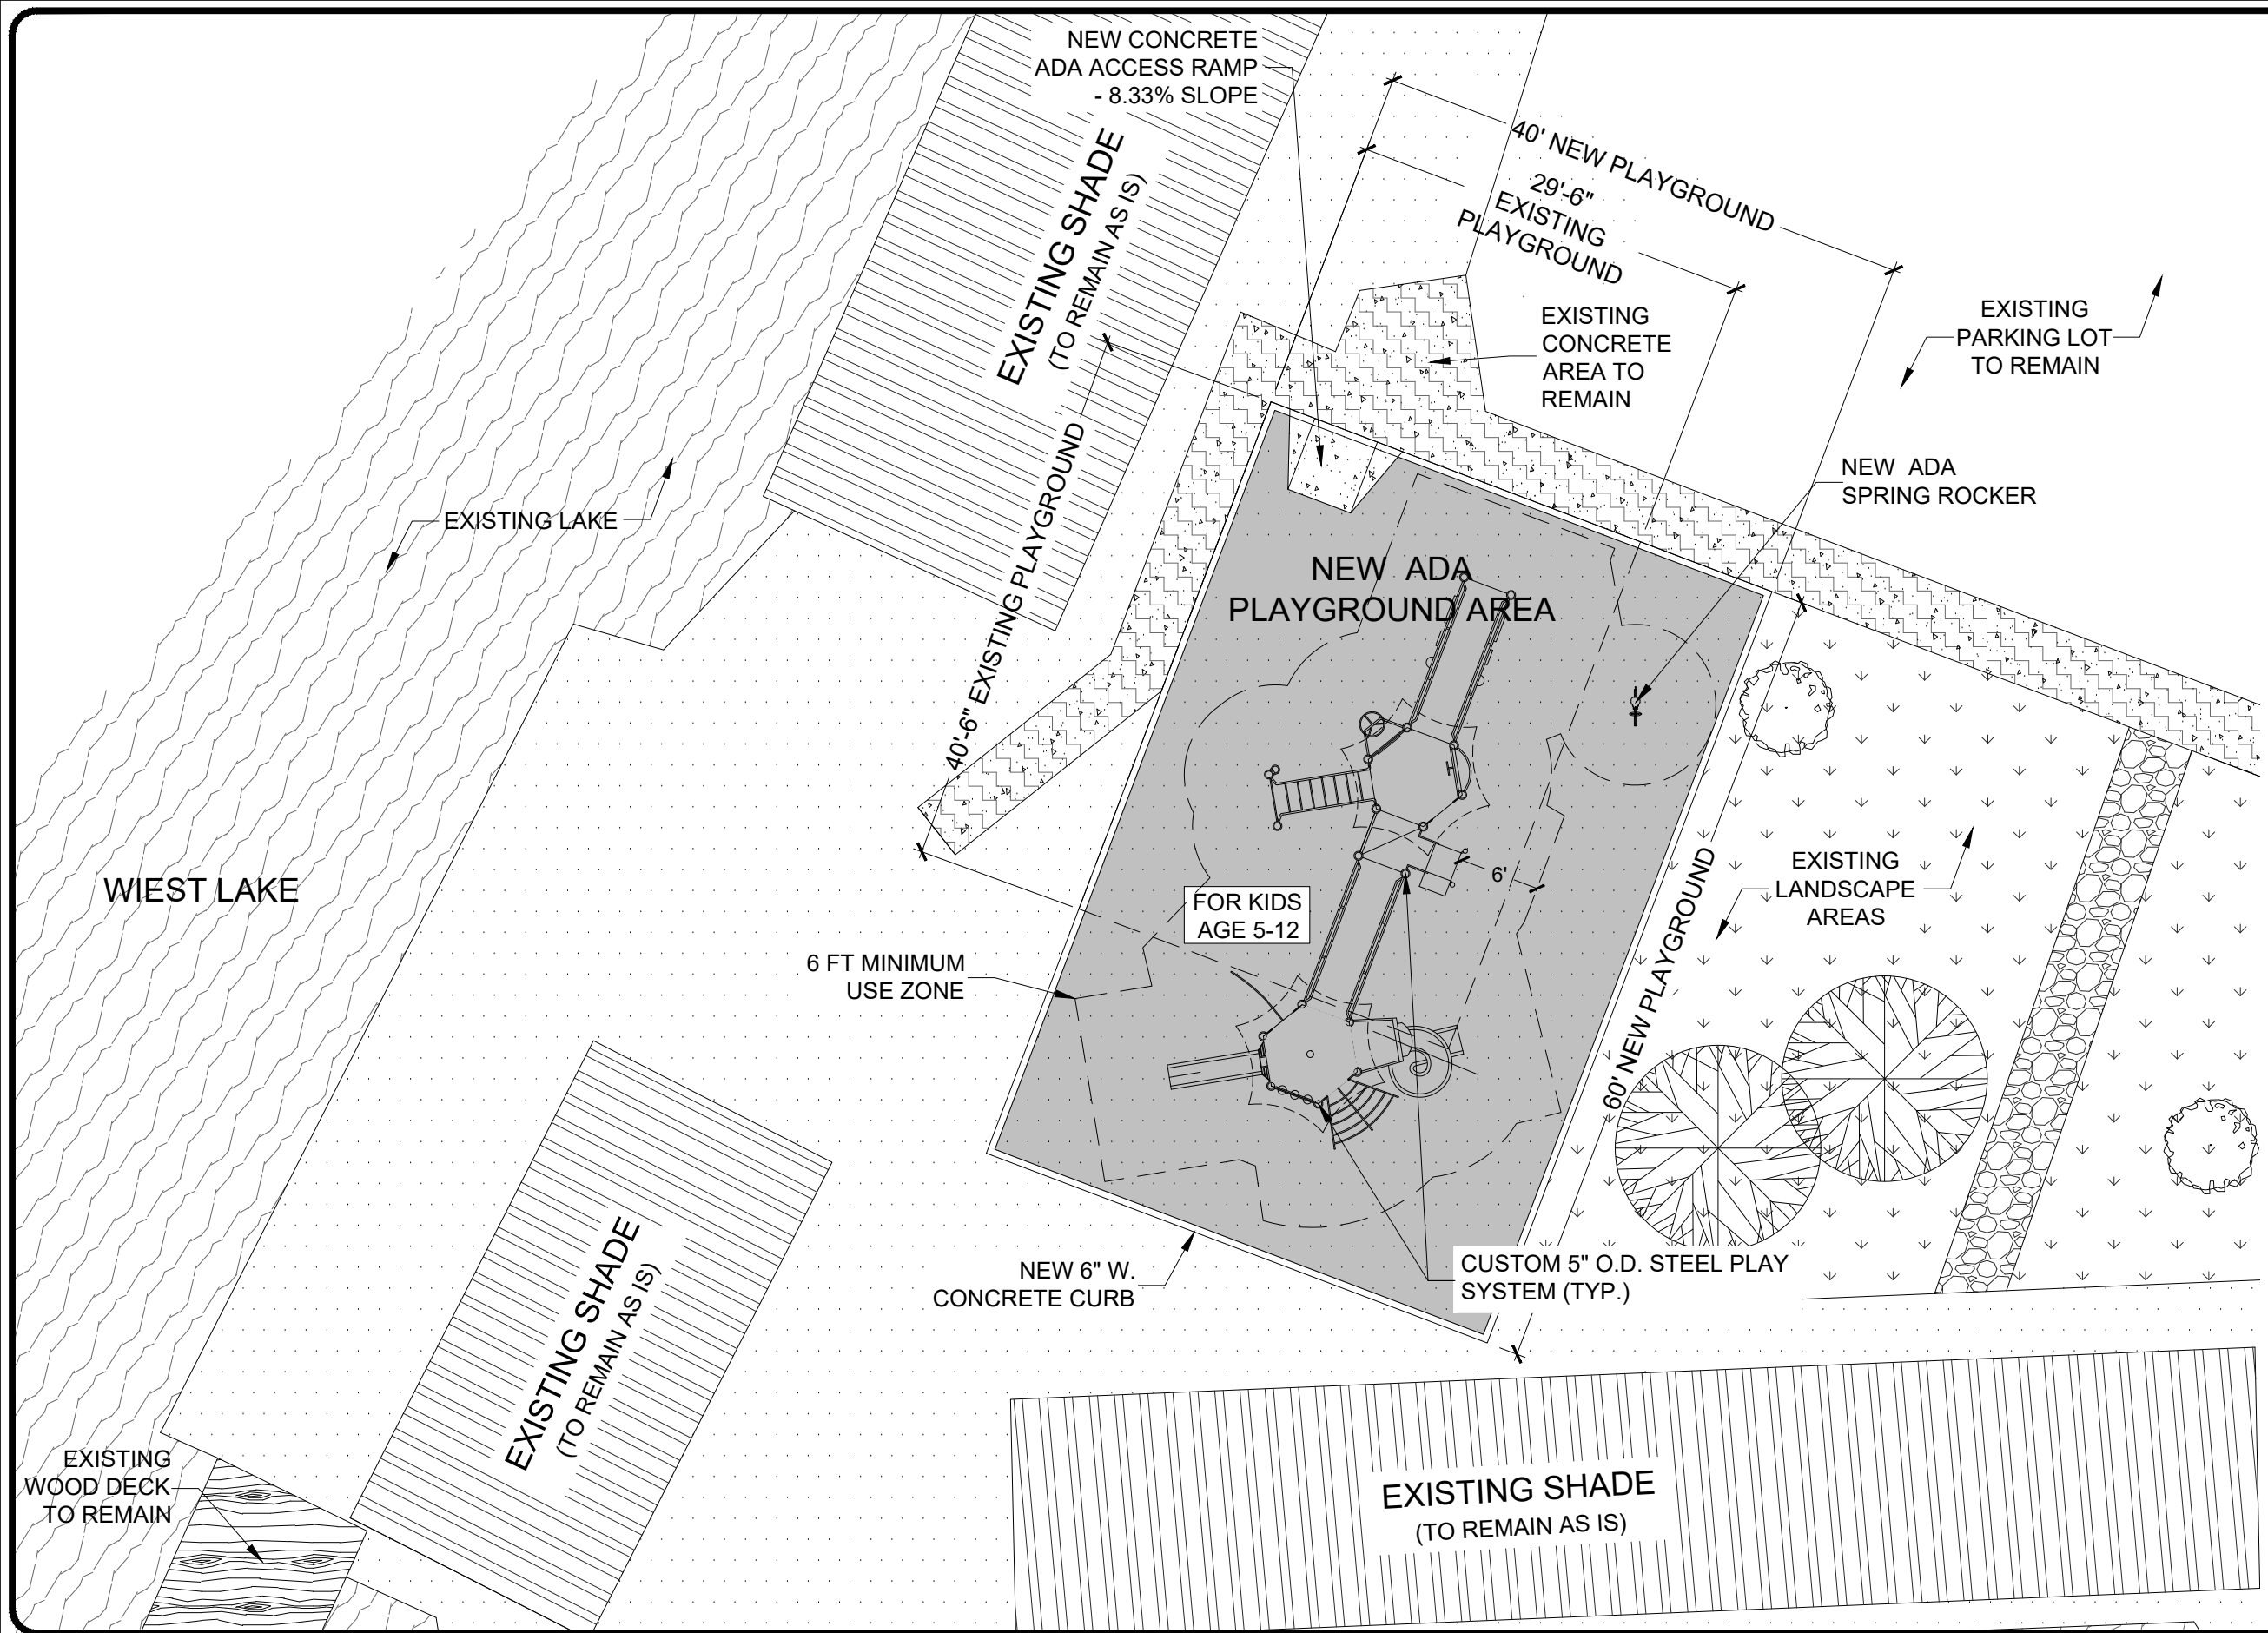 NEW CONCRETE
ADA ACCESS RAMP
- 8.33% SLOPE
40' NEW PLAYGROUND
29'-6"
EXISTING
PLAYGROUND
EXISTING SHADE
(TO REMAIN AS IS)
EXISTING
CONCRETE
AREA TO
REMAIN
EXISTING
PARKING LOT
TO REMAIN
NEW ADA
SPRING ROCKER
EXISTING LAKE
40'-6" EXISTING PLAYGROUND
NEW ADA
PLAYGROUND AREA
WIEST LAKE
FOR KIDS
AGE 5-12
6'
EXISTING
LANDSCAPE
AREAS
6 FT MINIMUM
USE ZONE
60' NEW PLAYGROUND
NEW 6" W.
CONCRETE CURB
CUSTOM 5" O.D. STEEL PLAY
SYSTEM (TYP.)
EXISTING SHADE
(TO REMAIN AS IS)
EXISTING
WOOD DECK
TO REMAIN
EXISTING SHADE
(TO REMAIN AS IS)